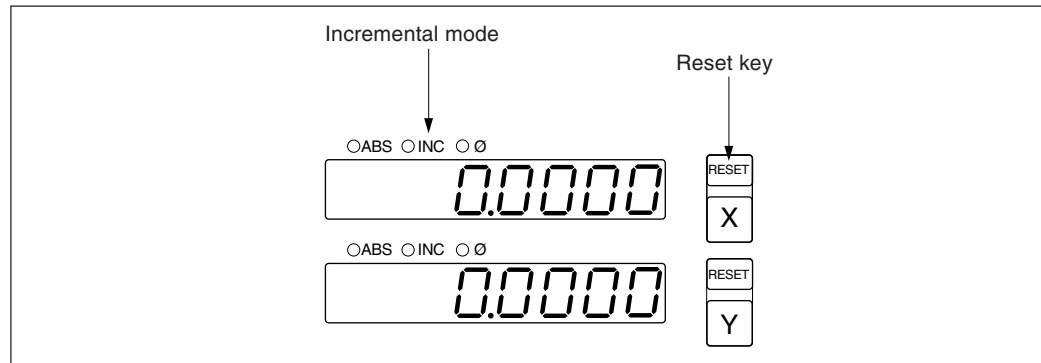 Incremental mode
Reset key
ABS INC Ø
0.0000
RESET
X
ABS INC Ø
0.0000
RESET
Y